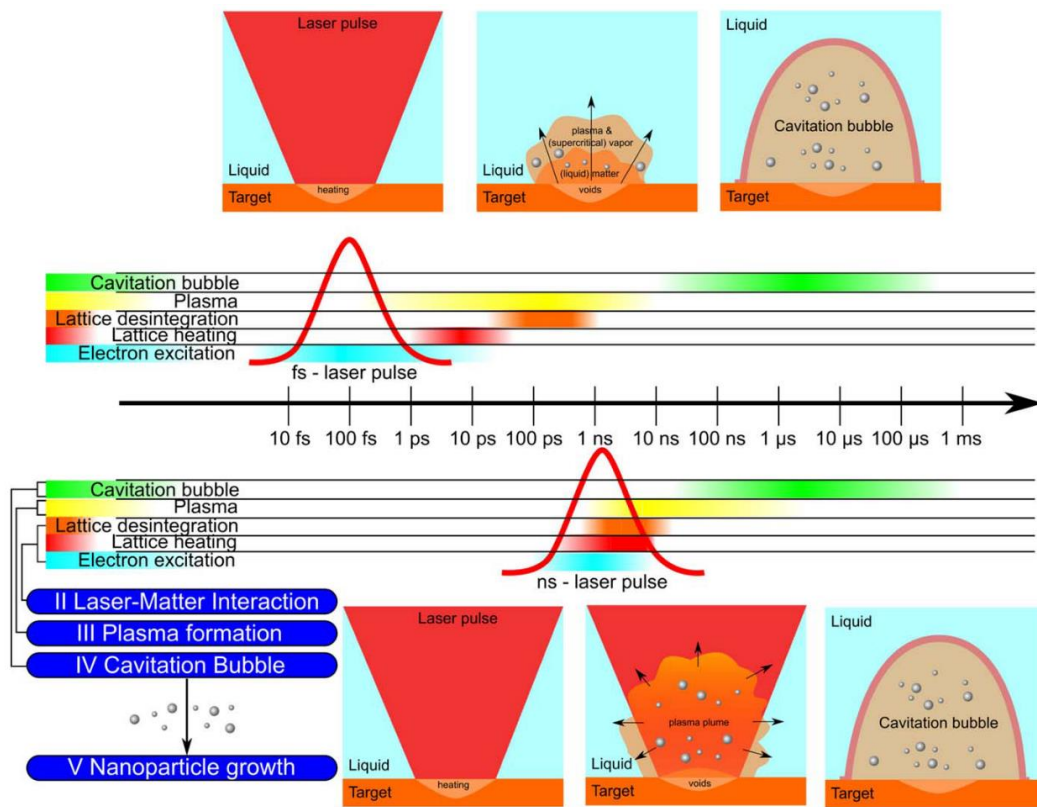 Laser pulse
Liquid
heating
Target
plasma &
(supercritical) vapor
Liquid
(liquid) matter
Target
voids
Liquid
Cavitation bubble
Target
Cavitation bubble
Plasma
Lattice desintegration
Lattice heating
Electron excitation
fs - laser pulse
10 fs 100 fs 1 ps 10 ps 100 ps 1 ns 10 ns 100 ns 1 µs 10 µs 100 µs 1 ms
Cavitation bubble
Plasma
Lattice desintegration
Lattice heating
Electron excitation
ns - laser pulse
II Laser-Matter Interaction
III Plasma formation
IV Cavitation Bubble
V Nanoparticle growth
Laser pulse
Liquid
heating
Target
plasma plume
Liquid
voids
Target
Liquid
Cavitation bubble
Target